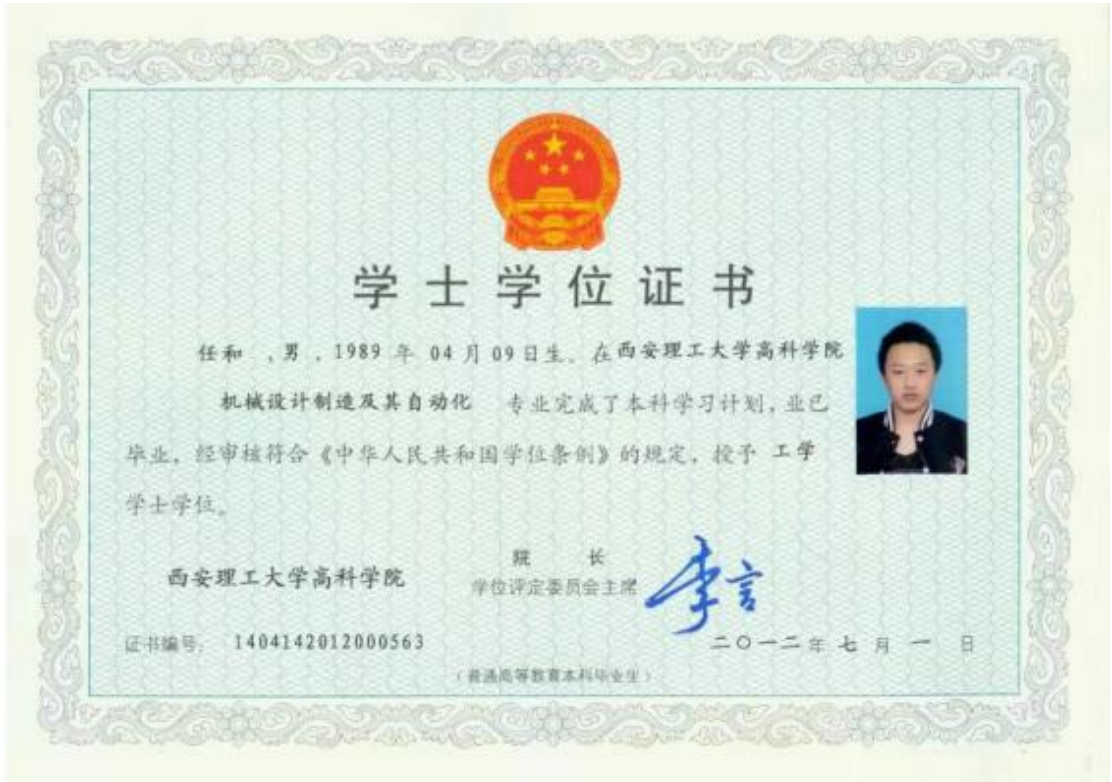 学士学位证书
任和 ,男,1989 年 04 月 09 日生。在西安理工大学高科学院
机械设计制造及其自动化 专业完成了本科学习计划,业已
毕业,经审核符合《中华人民共和国学位条例》的规定,授予 工学
学士学位。
西安理工大学高科学院
院 长
学位评定委员会主席
李言
证书编号: 1404142012000563
二〇一二年 七 月 一 日
(普通高等教育本科毕业生)